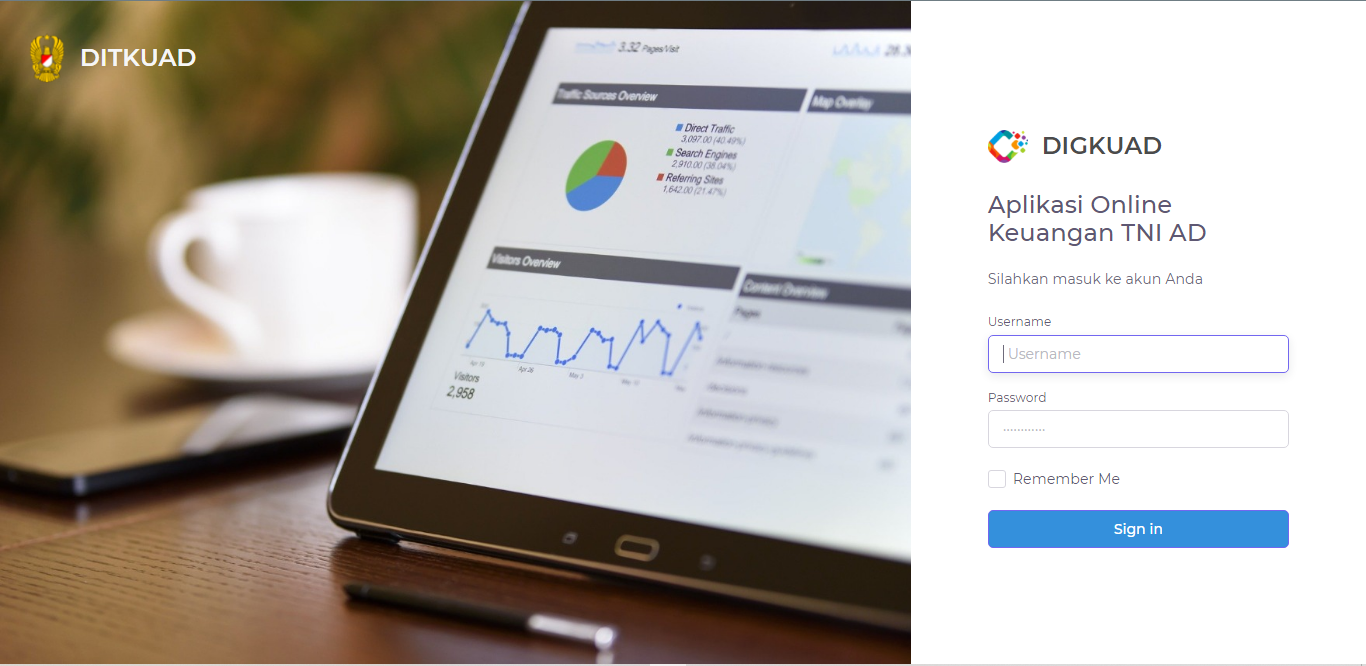 DITKUAD
3.32 Pages/Visit
Traffic Sources Overview
Map Overlay
Direct Traffic
3,097.00 (40.49%)
Search Engines
2,910.00 (38.04%)
Referring Sites
1,642.00 (21.47%)
Visitors Overview
Content Overview
Pages
Visitors
2,958
DIGKUAD
Aplikasi Online
Keuangan TNI AD
Silahkan masuk ke akun Anda
Username
Username
Password
Remember Me
Sign in